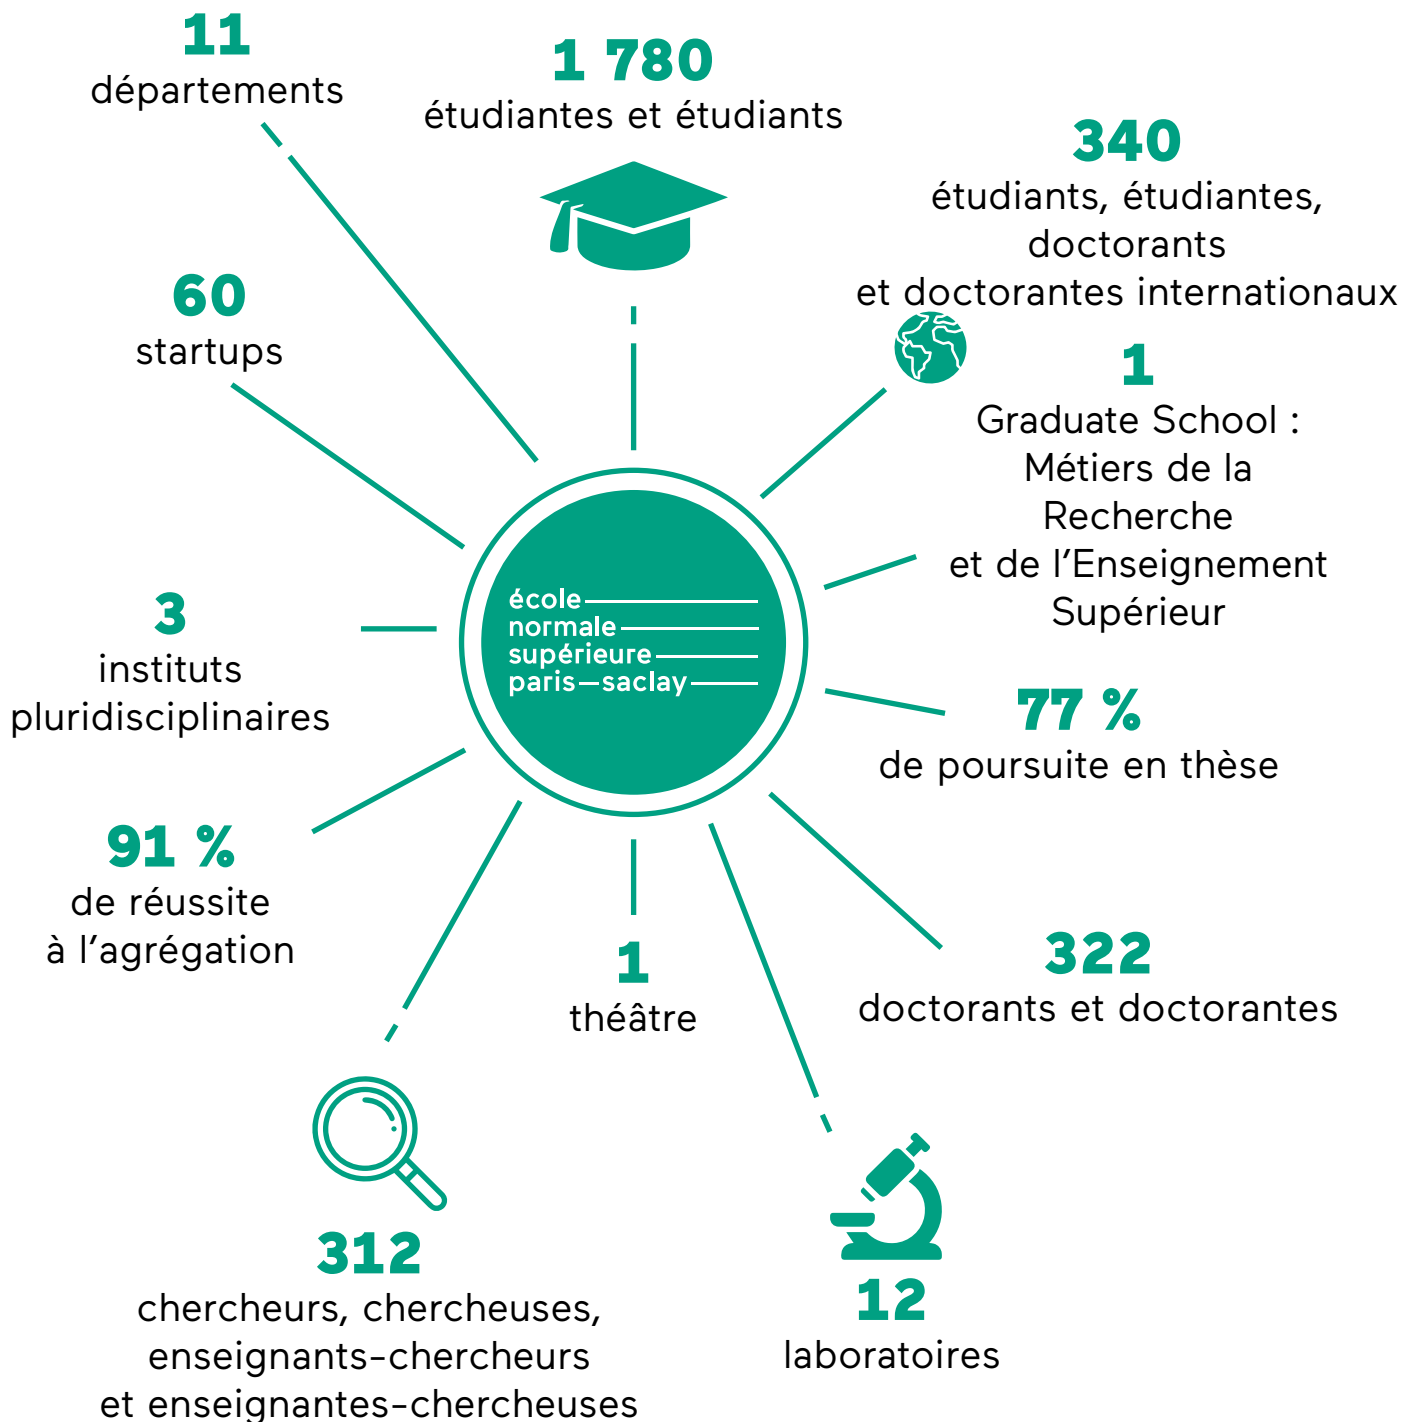 11
départements
1 780
étudiantes et étudiants
340
étudiants, étudiantes,
doctorants
et doctorantes internationaux
60
startups
1
Graduate School :
Métiers de la
Recherche
et de l'Enseignement
Supérieur
école
normale
supérieure
paris–saclay
3
instituts
pluridisciplinaires
77 %
de poursuite en thèse
91 %
de réussite
à l'agrégation
1
théâtre
322
doctorants et doctorantes
312
chercheurs, chercheuses,
enseignants-chercheurs
et enseignantes-chercheuses
12
laboratoires